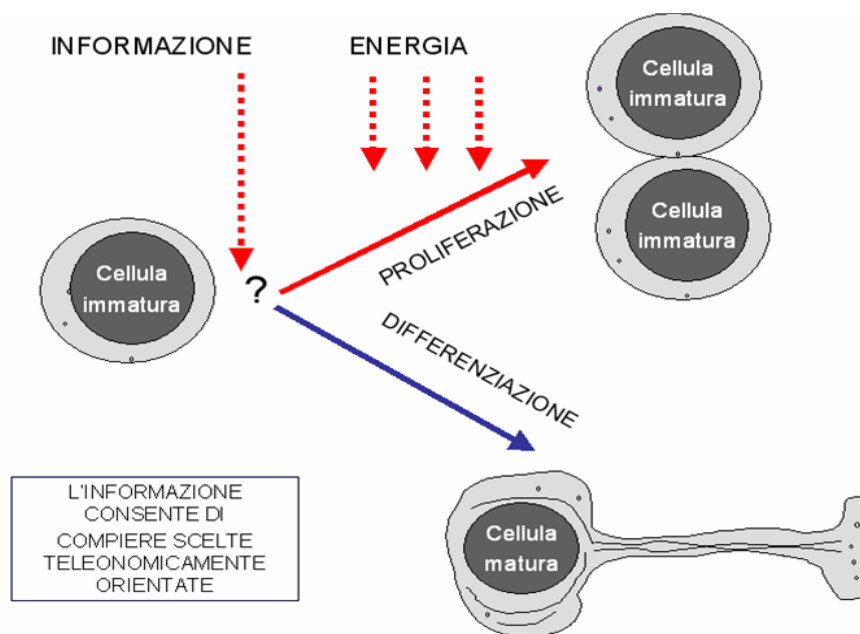 INFORMAZIONE
ENERGIA
Cellula
immatura
Cellula
immatura
Cellula
immatura
?
PROLIFERAZIONE
DIFFERENZIAZIONE
L'INFORMAZIONE
CONSENTE DI
COMPIERE SCELTE
TELEONOMICAMENTE
ORIENTATE
Cellula
matura